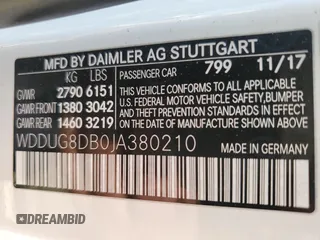 MFD BY DAIMLER AG STUTTGART
KG LBS PASSENGER CAR 799 11/17
GVWR 2790 6151
GAWR FRONT 1380 3042
GAWR REAR 1460 3219
THIS VEHICLE CONFORMS TO ALL APPLICABLE
U.S. FEDERAL MOTOR VEHICLE SAFETY, BUMPER
AND THEFT PREVENTION STANDARDS IN EFFECT
ON THE DATE OF MANUFACTURE SHOWN ABOVE
WDDUG8DB0JA380210
MADE IN GERMANY
DREAMBID